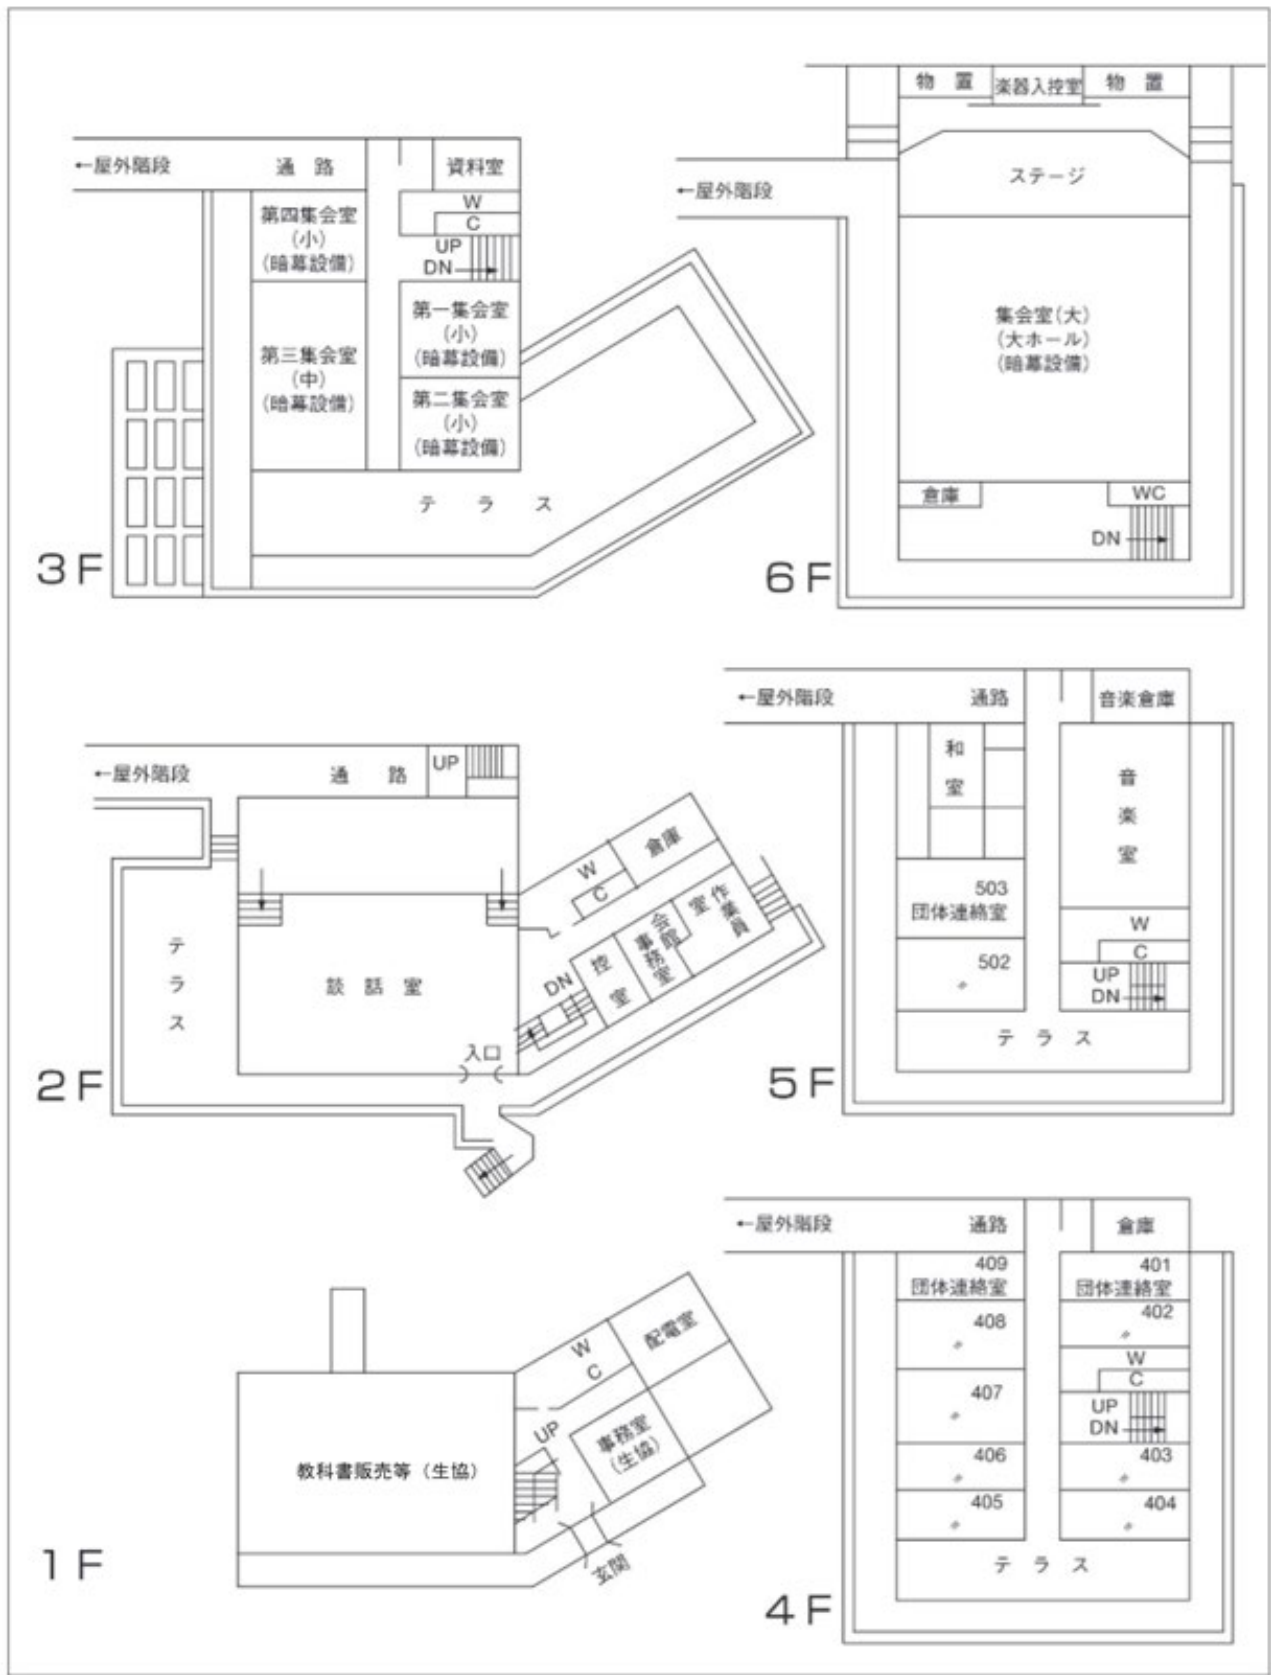 ←屋外階段
通路
資料室
W
C
UP
DN
第四集会室
(小)
(暗幕設備)
第一集会室
(小)
(暗幕設備)
第三集会室
(中)
(暗幕設備)
第二集会室
(小)
(暗幕設備)
テラス
3F
物置
楽器入控室
物置
ステージ
←屋外階段
集会室(大)
(大ホール)
(暗幕設備)
倉庫
WC
DN
6F
←屋外階段
通路
UP
倉庫
W
C
作業員
室
会館
事務室
控室
DN
テラス
談話室
入口
2F
←屋外階段
通路
音楽倉庫
和室
音楽室
503
団体連絡室
502
〃
W
C
UP
DN
テラス
5F
配電室
W
C
UP
事務室
(生協)
教科書販売等(生協)
玄関
1F
←屋外階段
通路
倉庫
409
団体連絡室
401
団体連絡室
408
〃
402
〃
W
C
407
〃
UP
DN
406
〃
403
〃
405
〃
404
〃
テラス
4F